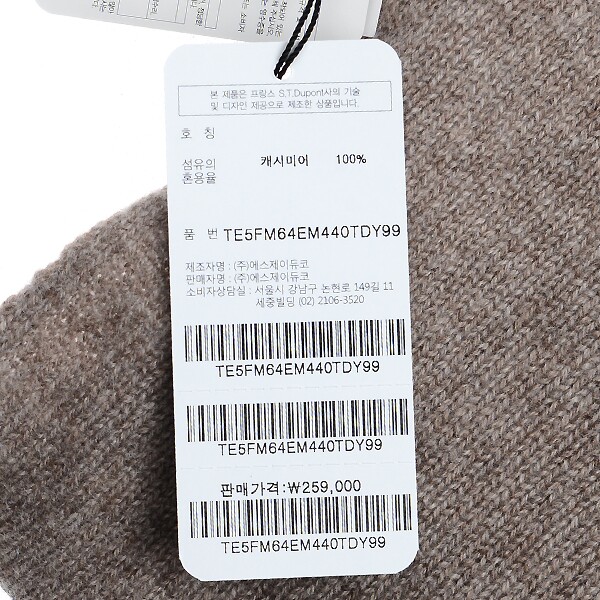 본 제품은 프랑스 S.T.Dupont사의 기술
및 디자인 제공으로 제조한 상품입니다.
호 칭
섬유의
혼용율
캐시미어 100%
품 번 TE5FM64EM440TDY99
제조자명 : (주)에스제이듀코
판매자명 : (주)에스제이듀코
소비자상담실 : 서울시 강남구 논현로 149길 11
세중빌딩 (02) 2106-3520
TE5FM64EM440TDY99
TE5FM64EM440TDY99
판매가격:₩259,000
TE5FM64EM440TDY99